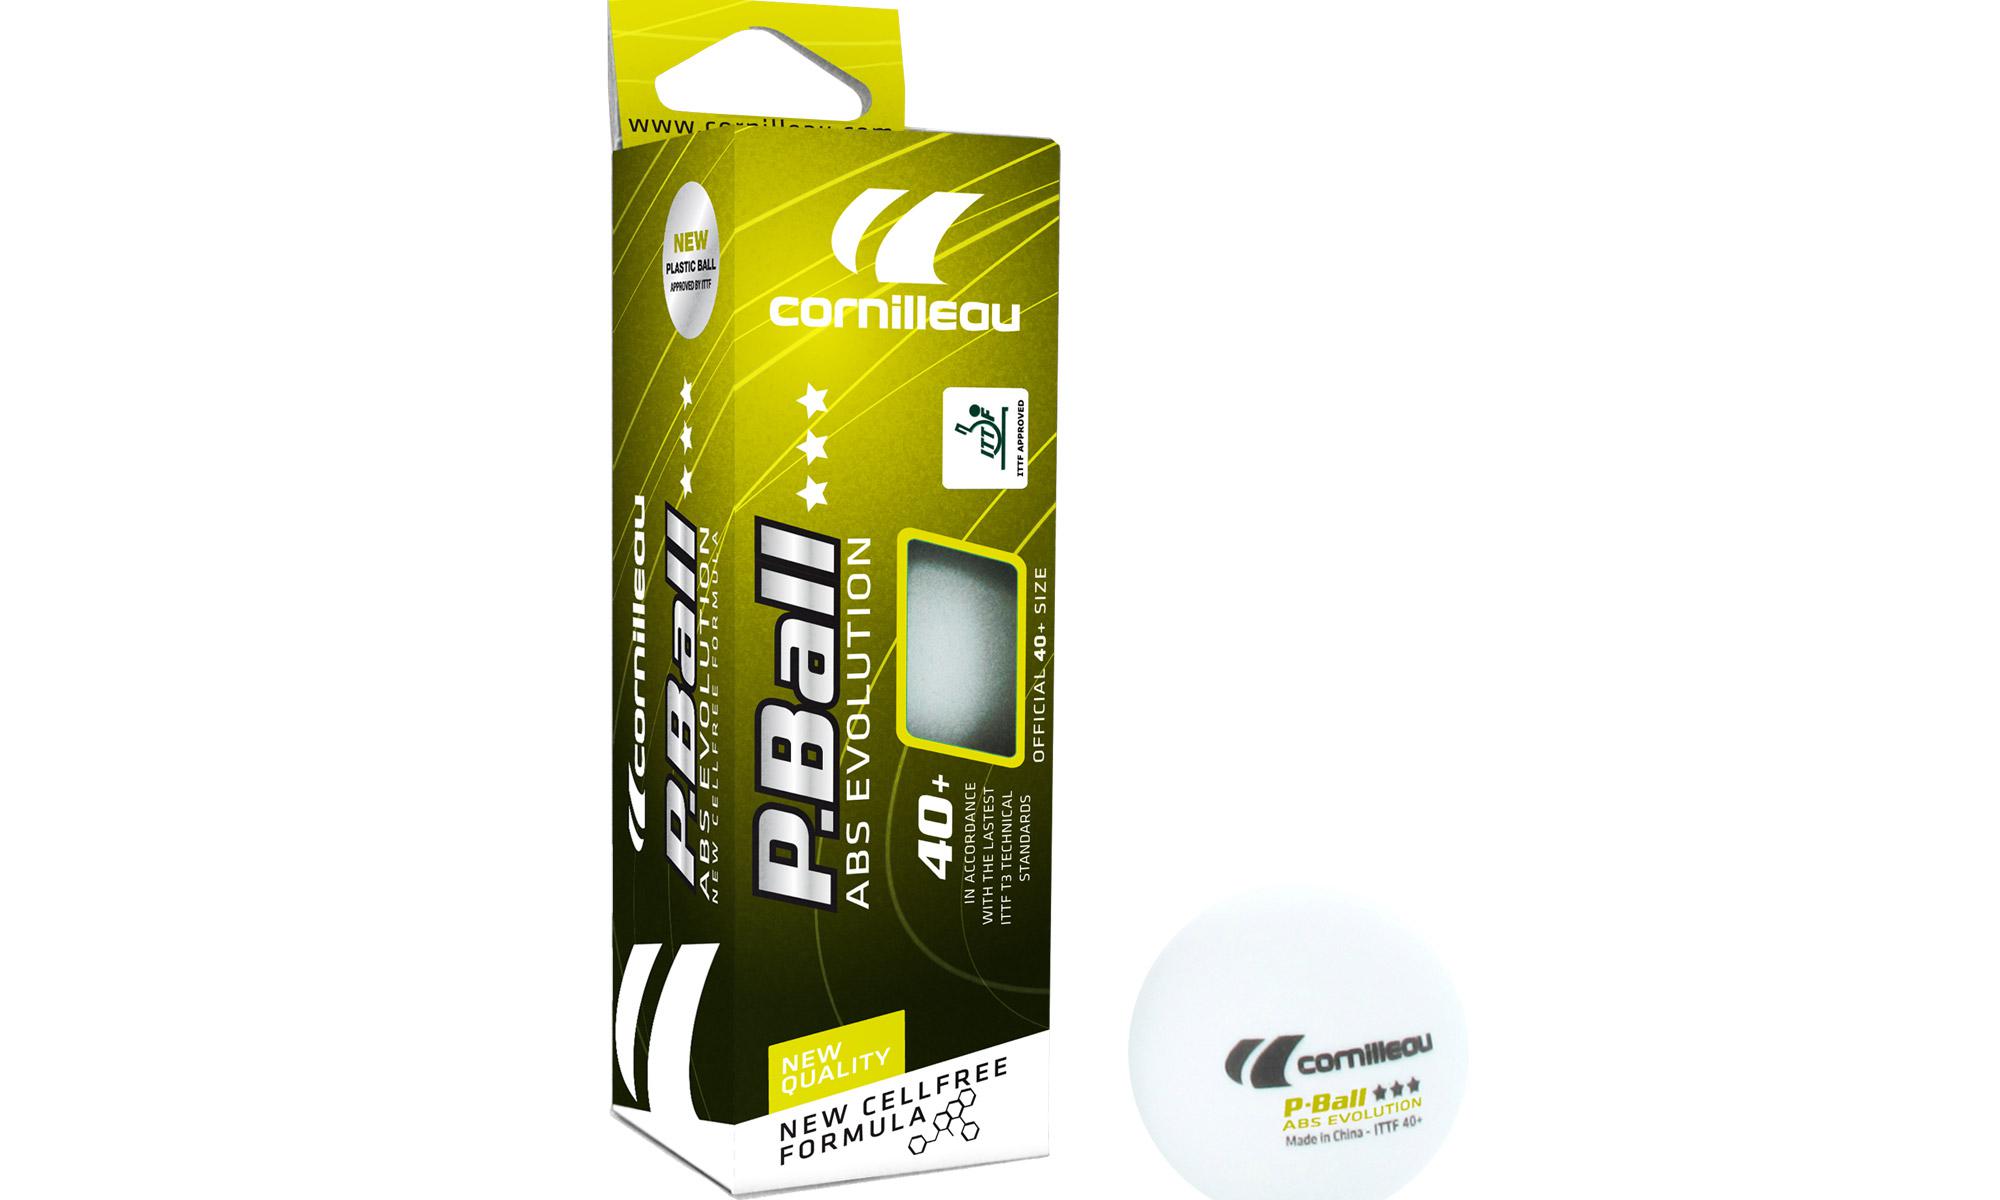 www.cornilleau.com
NEW
PLASTIC BALL
APPROVED BY ITTF
cornilleau
P.Ball
ABS EVOLUTION
NEW CELLFREE FORMULA
cornilleau
ITTF
ITTF APPROVED
P.Ball
ABS EVOLUTION
OFFICIAL 40+ SIZE
40+
IN ACCORDANCE
WITH THE LASTEST
ITTF T3 TECHNICAL
STANDARDS
NEW
QUALITY
NEW CELLFREE
FORMULA
cornilleau
P-Ball
ABS EVOLUTION
Made in China - ITTF 40+